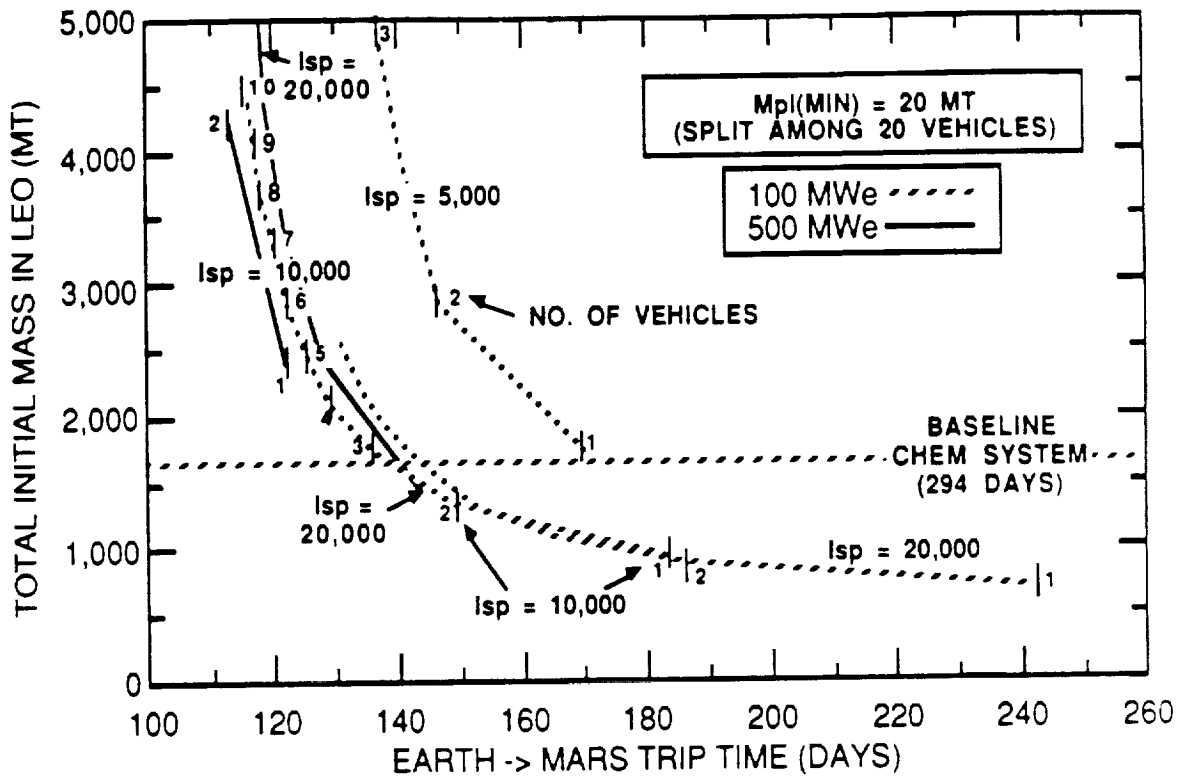 5,000
4,000
3,000
2,000
1,000
0
TOTAL INITIAL MASS IN LEO (MT)
100 120 140 160 180 200 220 240 260
EARTH -> MARS TRIP TIME (DAYS)
Mpl(MIN) = 20 MT
(SPLIT AMONG 20 VEHICLES)
100 MWe
500 MWe
Isp =
20,000
3
10
2
9
8
Isp = 5,000
7
Isp = 10,000
6
2
NO. OF VEHICLES
5
1
4
3
1
BASELINE
CHEM SYSTEM
(294 DAYS)
Isp =
20,000
2
Isp = 10,000
1
2
Isp = 20,000
1